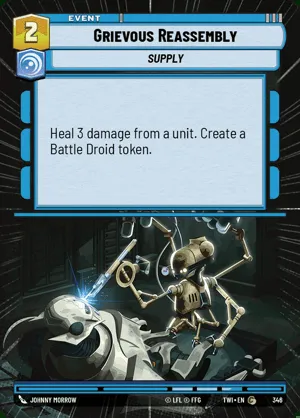 EVENT
2
GRIEVOUS REASSEMBLY
SUPPLY
Heal 3 damage from a unit. Create a
Battle Droid token.
JOHNNY MORROW
© LFL © FFG
TWI • EN
C
346